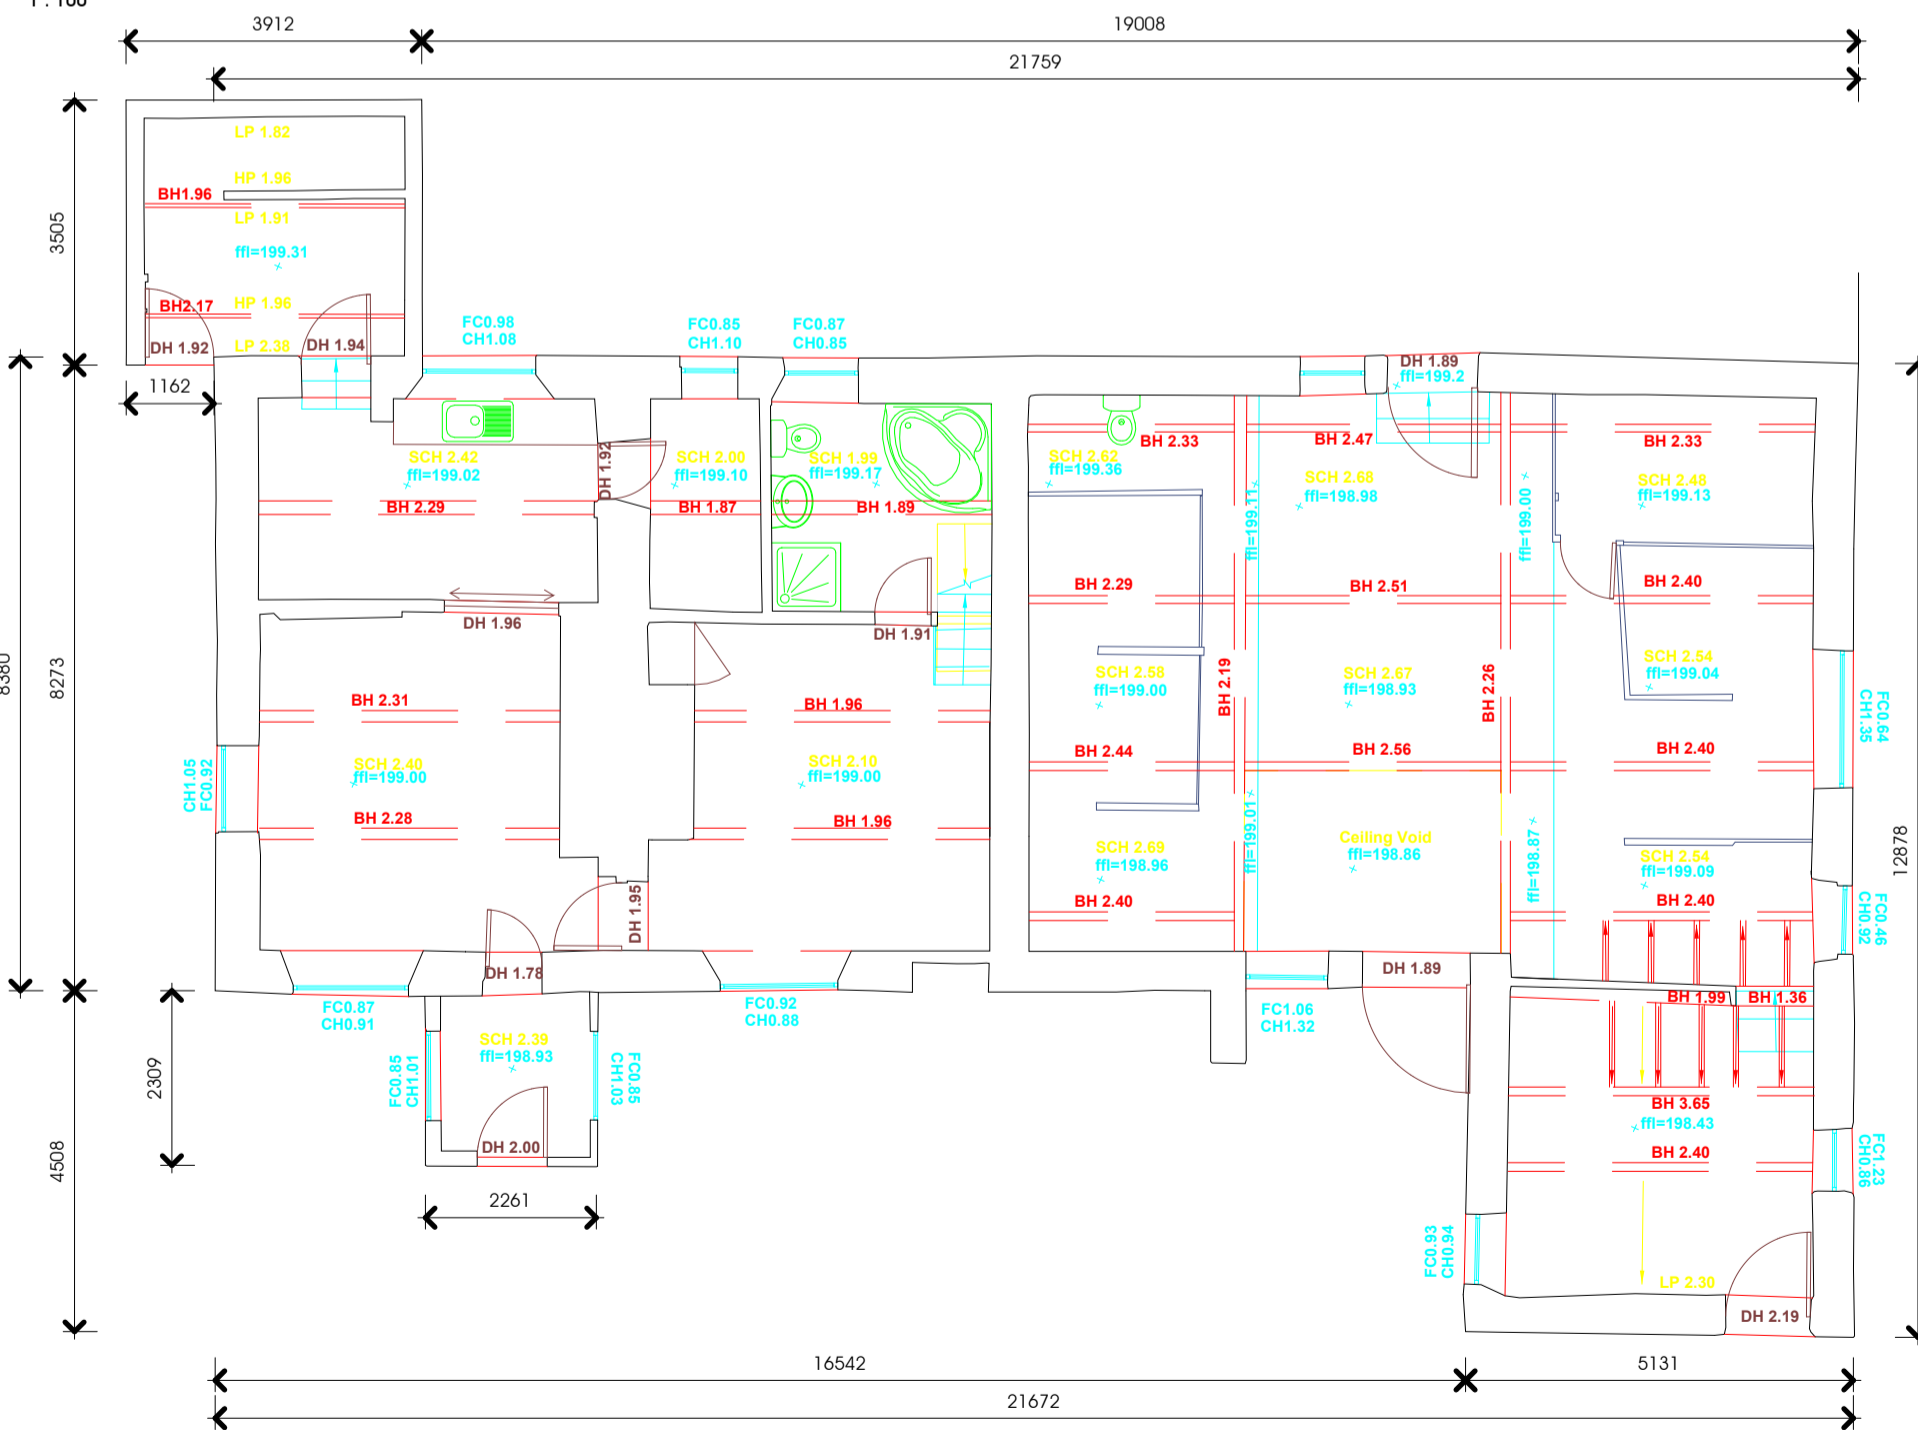 1 : 100
3912
19008
21759
3505
8380
8273
4508
2309
1162
2261
12878
16542
5131
21672
LP 1.82
HP 1.96
BH1.96
LP 1.91
ffl=199.31
BH2.17
HP 1.96
DH 1.92
LP 2.38
DH 1.94
FC0.98
CH1.08
FC0.85
CH1.10
FC0.87
CH0.85
DH 1.89
ffl=199.2
SCH 2.42
ffl=199.02
BH 2.29
DH 1.92
SCH 2.00
ffl=199.10
BH 1.87
SCH 1.99
ffl=199.17
BH 1.89
DH 1.96
DH 1.91
BH 2.31
SCH 2.40
ffl=199.00
BH 2.28
CH1.05
FC0.92
BH 1.96
SCH 2.10
ffl=199.00
BH 1.96
DH 1.95
DH 1.78
FC0.87
CH0.91
FC0.92
CH0.88
SCH 2.39
ffl=198.93
FC0.85
CH1.01
FC0.85
CH1.03
DH 2.00
BH 2.33
SCH 2.62
ffl=199.36
BH 2.29
SCH 2.58
ffl=199.00
BH 2.44
SCH 2.69
ffl=198.96
BH 2.40
BH 2.19
ffl=199.11
ffl=199.01
BH 2.47
SCH 2.68
ffl=198.98
BH 2.51
SCH 2.67
ffl=198.93
BH 2.56
Ceiling Void
ffl=198.86
BH 2.26
ffl=199.00
ffl=198.87
BH 2.33
SCH 2.48
ffl=199.13
BH 2.40
SCH 2.54
ffl=199.04
BH 2.40
SCH 2.54
ffl=199.09
BH 2.40
FC0.64
CH1.35
FC0.46
CH0.92
DH 1.89
FC1.06
CH1.32
BH 1.99
BH 1.36
BH 3.65
ffl=198.43
BH 2.40
FC1.23
CH0.86
FC0.93
CH0.94
LP 2.30
DH 2.19